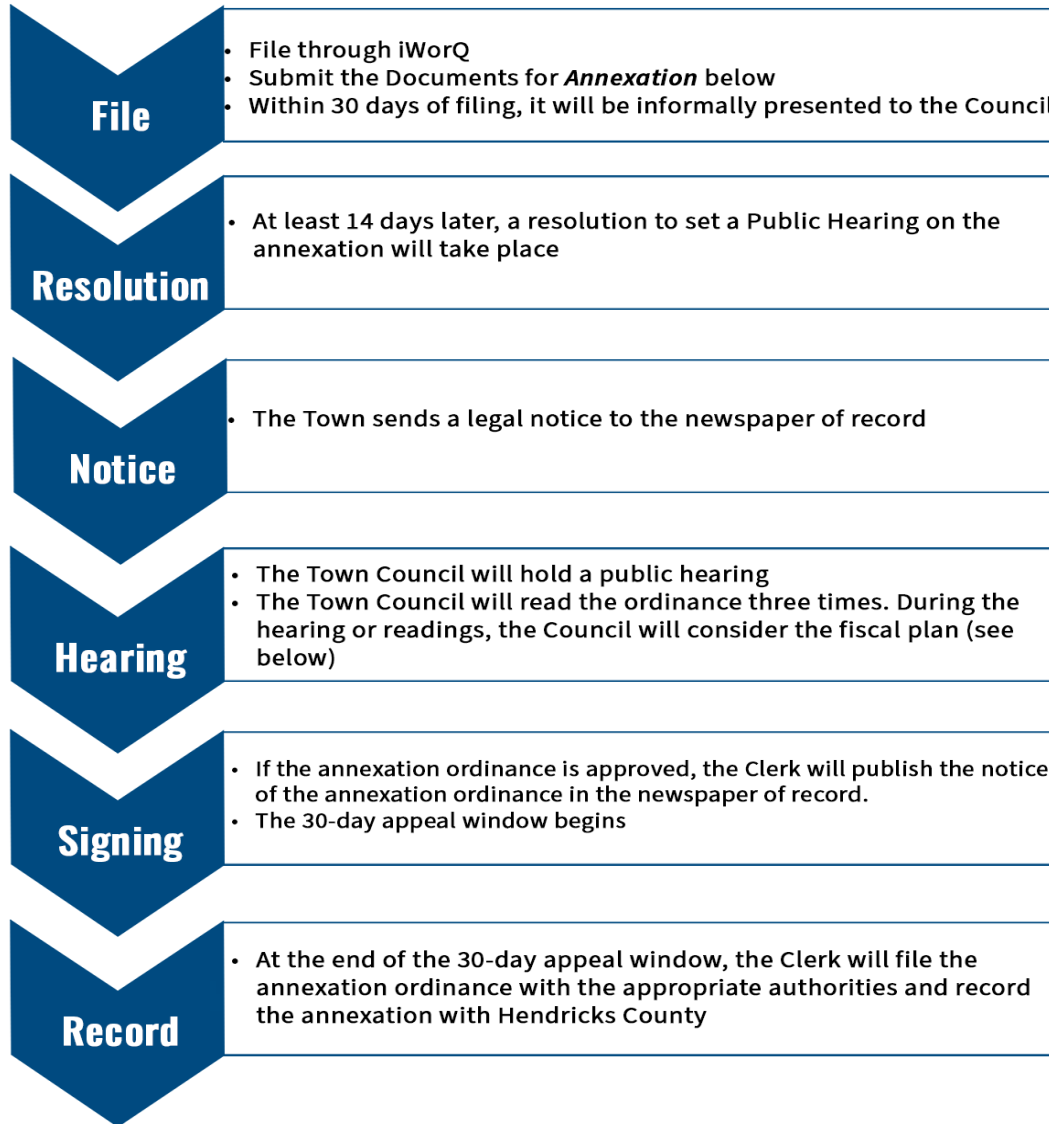 File
• File through iWorQ
• Submit the Documents for Annexation below
• Within 30 days of filing, it will be informally presented to the Council
Resolution
• At least 14 days later, a resolution to set a Public Hearing on the
annexation will take place
Notice
• The Town sends a legal notice to the newspaper of record
Hearing
• The Town Council will hold a public hearing
• The Town Council will read the ordinance three times. During the
hearing or readings, the Council will consider the fiscal plan (see
below)
Signing
• If the annexation ordinance is approved, the Clerk will publish the notice
of the annexation ordinance in the newspaper of record.
• The 30-day appeal window begins
Record
• At the end of the 30-day appeal window, the Clerk will file the
annexation ordinance with the appropriate authorities and record
the annexation with Hendricks County